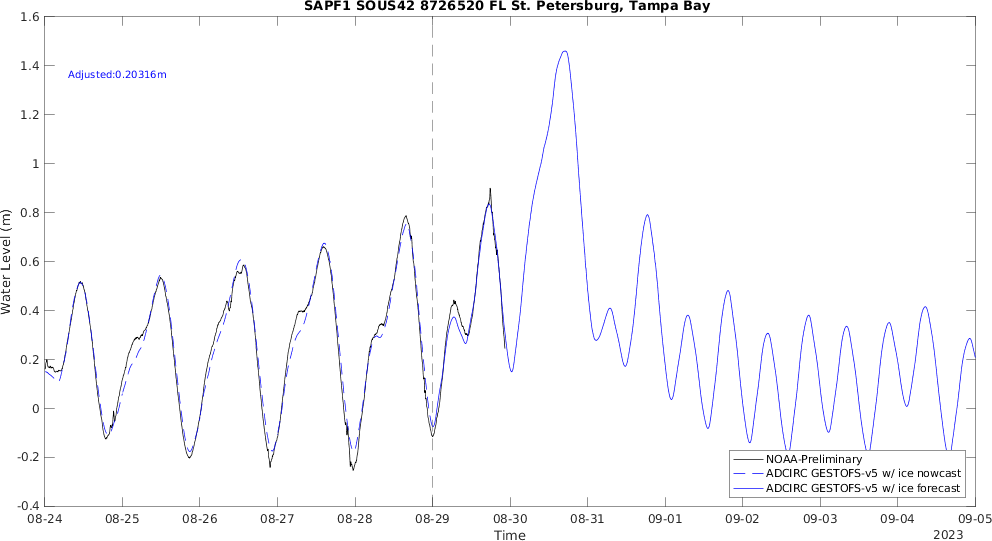 SAPF1 SOUS42 8726520 FL St. Petersburg, Tampa Bay
Adjusted:0.20316m
Water Level (m)
1.6
1.4
1.2
1
0.8
0.6
0.4
0.2
0
-0.2
-0.4
NOAA-Preliminary
ADCIRC GESTOFS-v5 w/ ice nowcast
ADCIRC GESTOFS-v5 w/ ice forecast
08-24 08-25 08-26 08-27 08-28 08-29 08-30 08-31 09-01 09-02 09-03 09-04 09-05
Time
2023